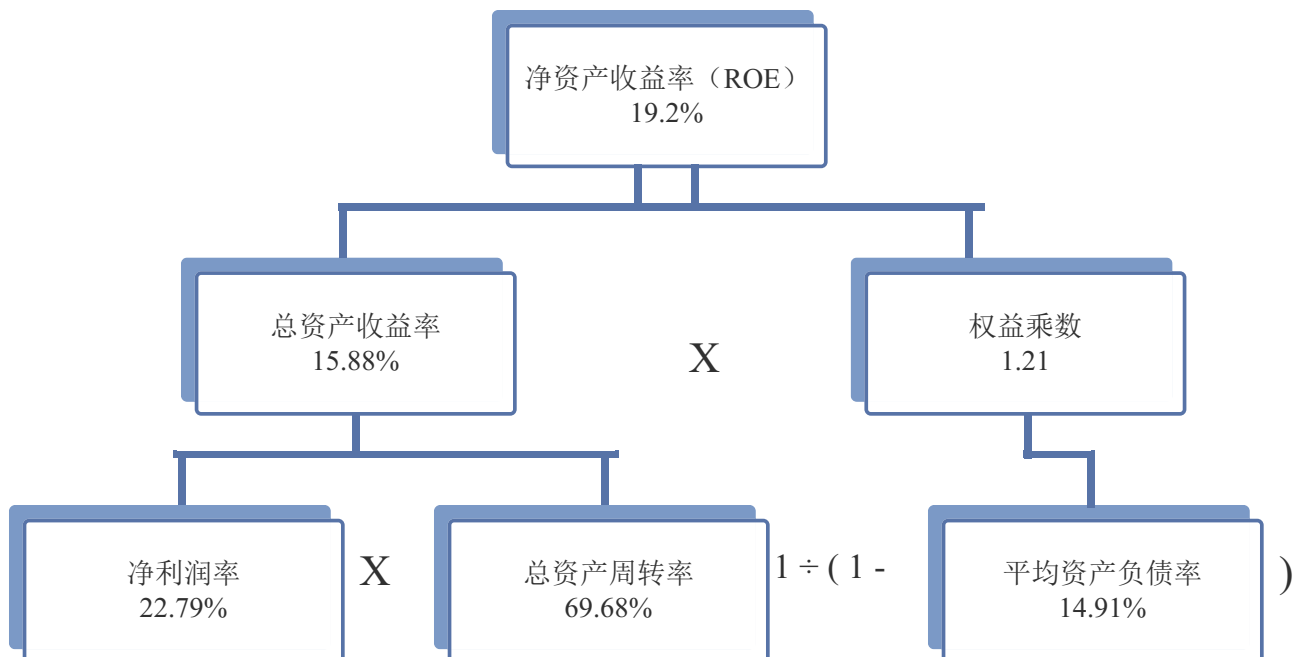 净资产收益率（ROE）
19.2%
总资产收益率
15.88%
X
权益乘数
1.21
净利润率
22.79%
X
总资产周转率
69.68%
1 ÷ ( 1 -
平均资产负债率
14.91%
)